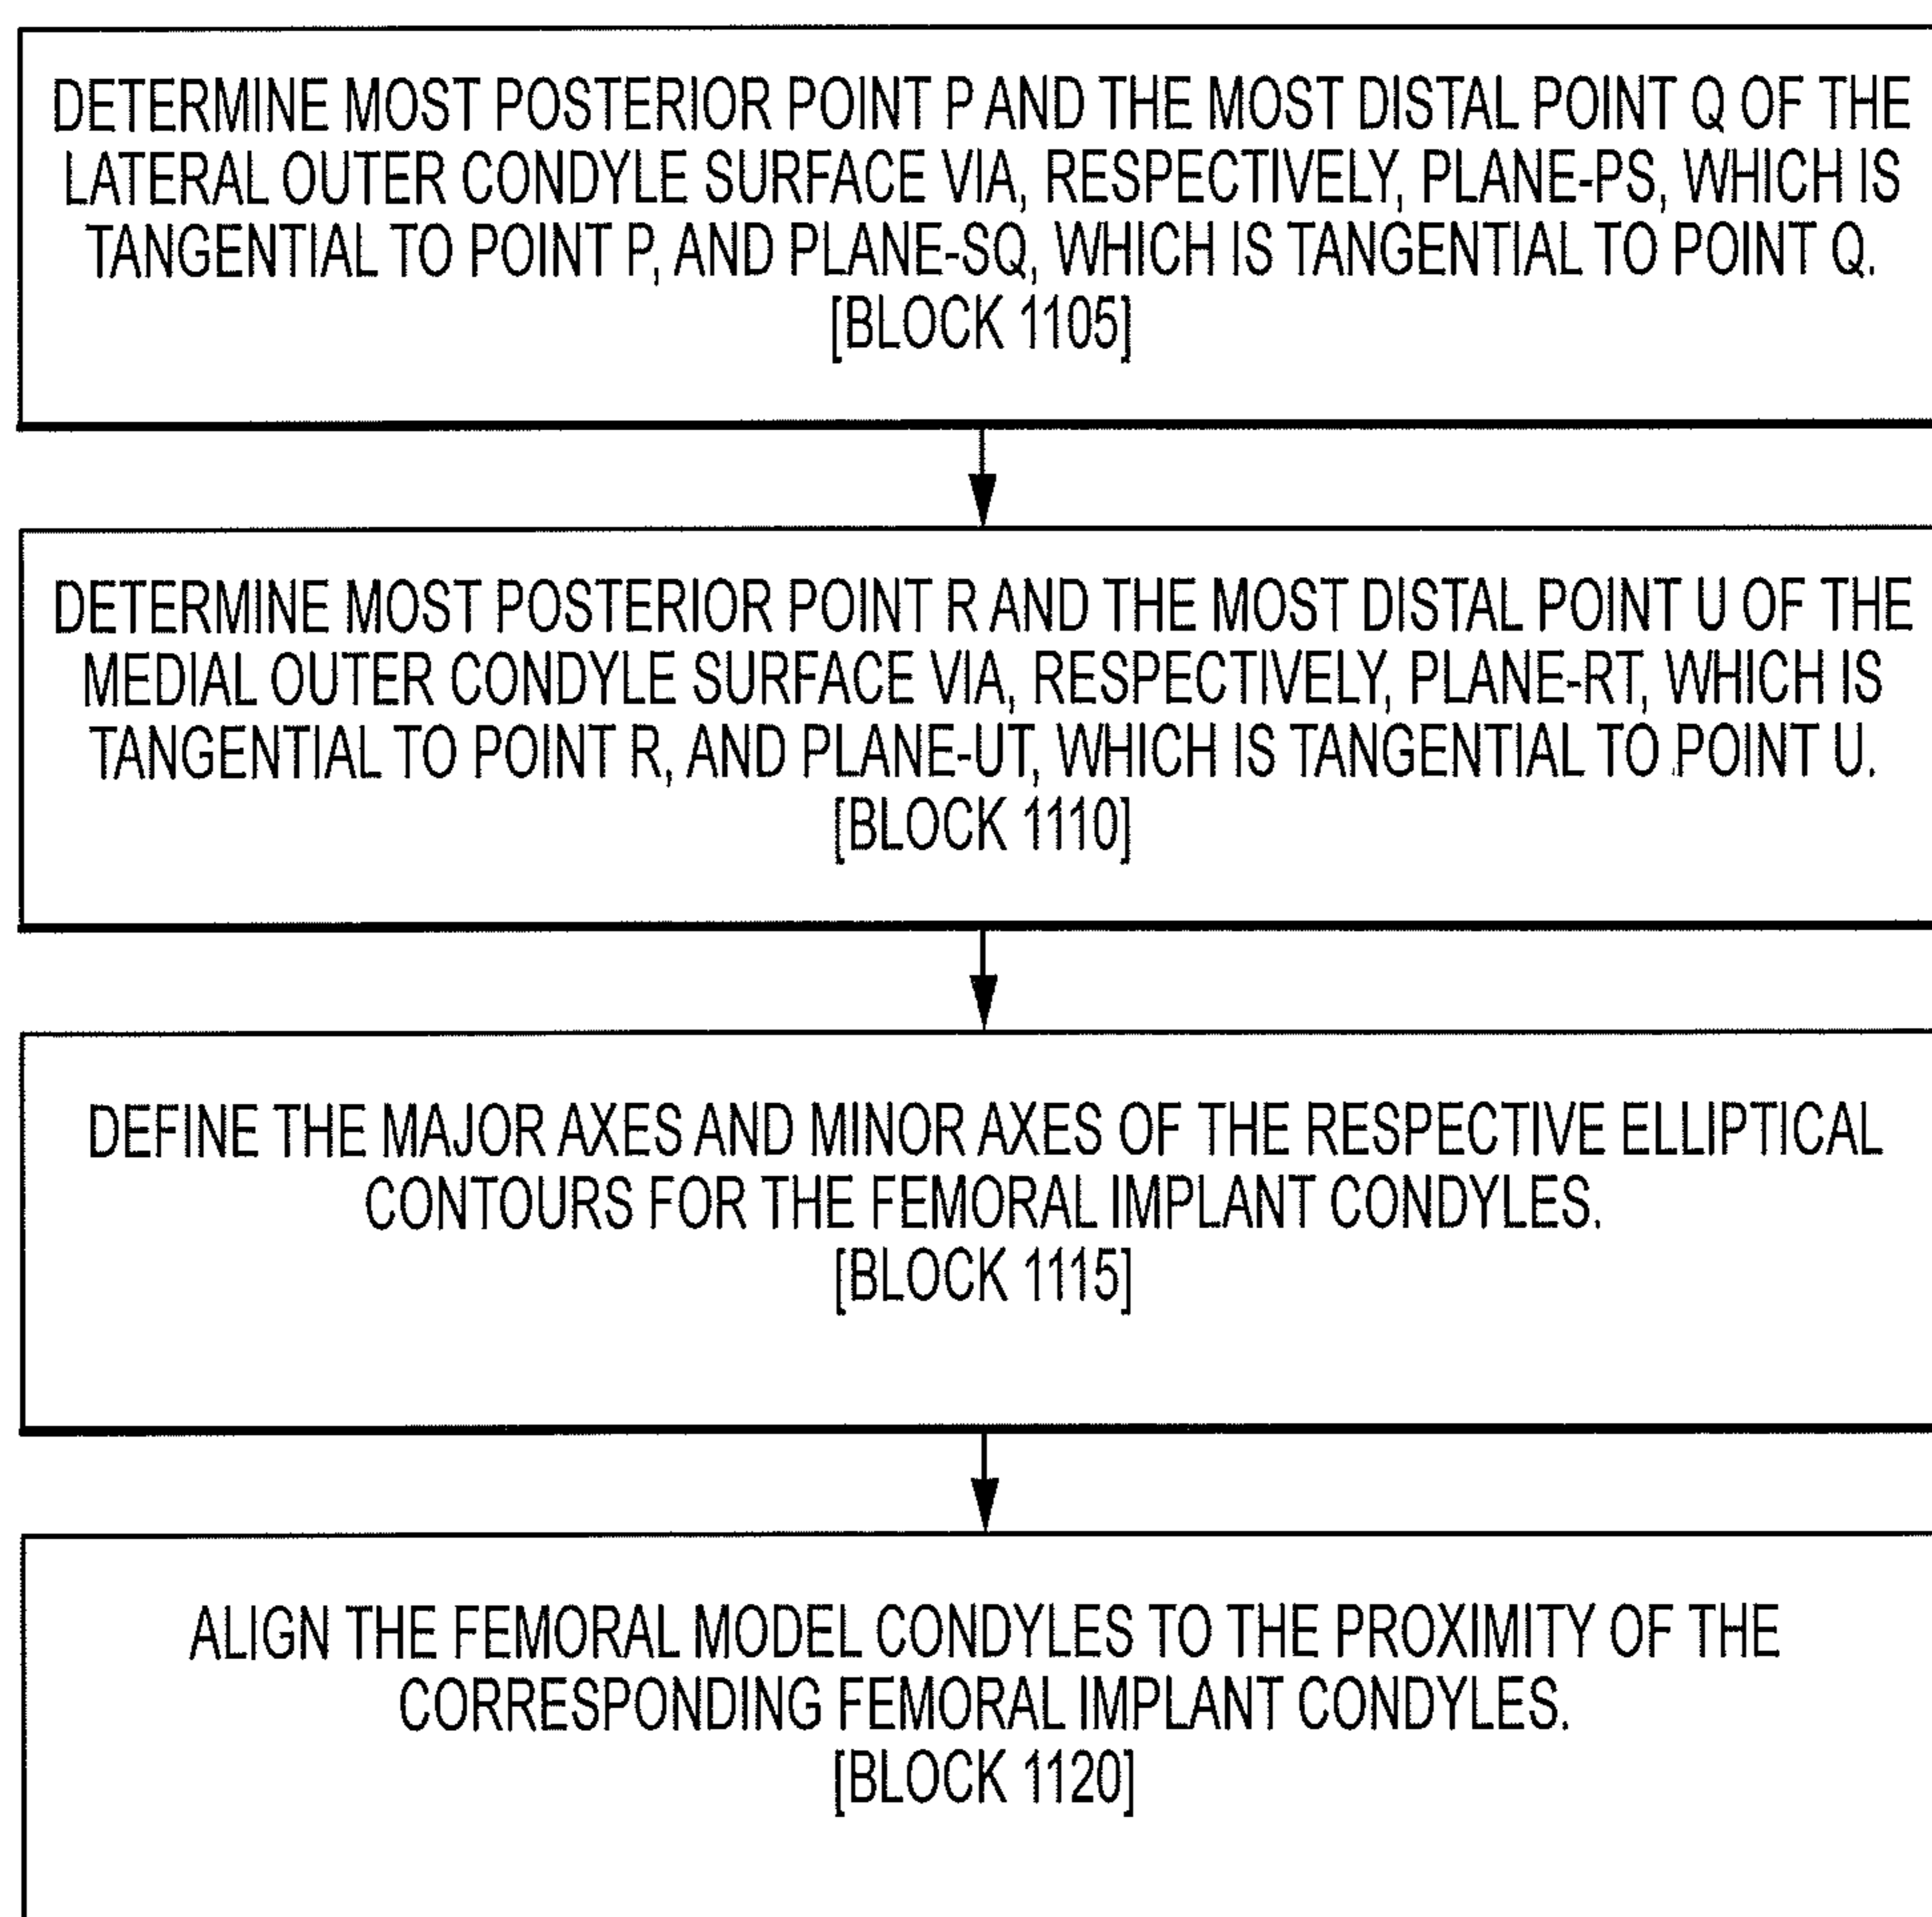 DETERMINE MOST POSTERIOR POINT P AND THE MOST DISTAL POINT Q OF THE
LATERAL OUTER CONDYLE SURFACE VIA, RESPECTIVELY, PLANE-PS, WHICH IS
TANGENTIAL TO POINT P, AND PLANE-SQ, WHICH IS TANGENTIAL TO POINT Q.
[BLOCK 1105]
DETERMINE MOST POSTERIOR POINT R AND THE MOST DISTAL POINT U OF THE
MEDIAL OUTER CONDYLE SURFACE VIA, RESPECTIVELY, PLANE-RT, WHICH IS
TANGENTIAL TO POINT R, AND PLANE-UT, WHICH IS TANGENTIAL TO POINT U.
[BLOCK 1110]
DEFINE THE MAJOR AXES AND MINOR AXES OF THE RESPECTIVE ELLIPTICAL
CONTOURS FOR THE FEMORAL IMPLANT CONDYLES.
[BLOCK 1115]
ALIGN THE FEMORAL MODEL CONDYLES TO THE PROXIMITY OF THE
CORRESPONDING FEMORAL IMPLANT CONDYLES.
[BLOCK 1120]